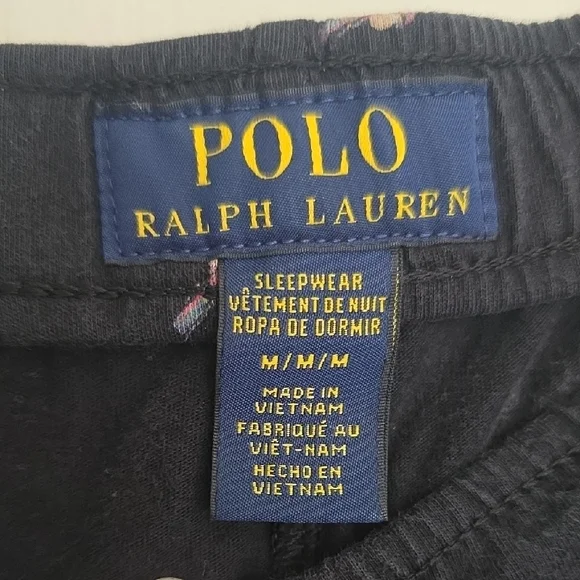 POLO
RALPH LAUREN
SLEEPWEAR
VÊTEMENT DE NUIT
ROPA DE DORMIR
M/M/M
MADE IN
VIETNAM
FABRIQUÉ AU
VIÊT-NAM
HECHO EN
VIETNAM